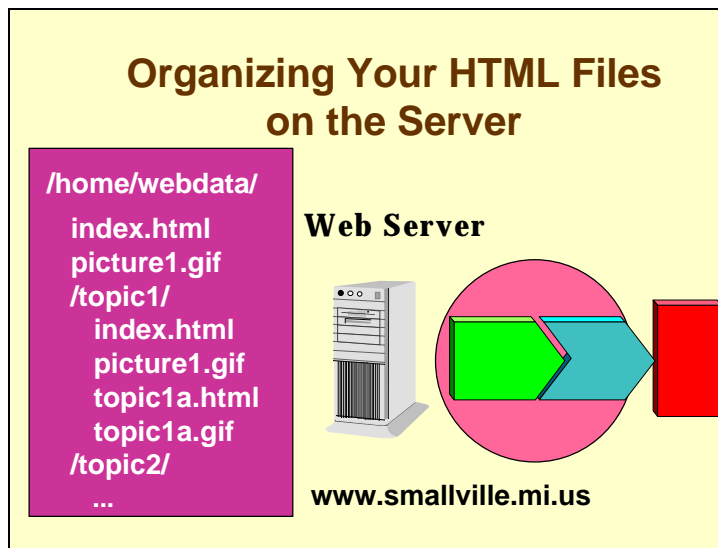 Organizing Your HTML Files
on the Server
/home/webdata/
index.html
picture1.gif
/topic1/
index.html
picture1.gif
topic1a.html
topic1a.gif
/topic2/
...
Web Server
www.smallville.mi.us